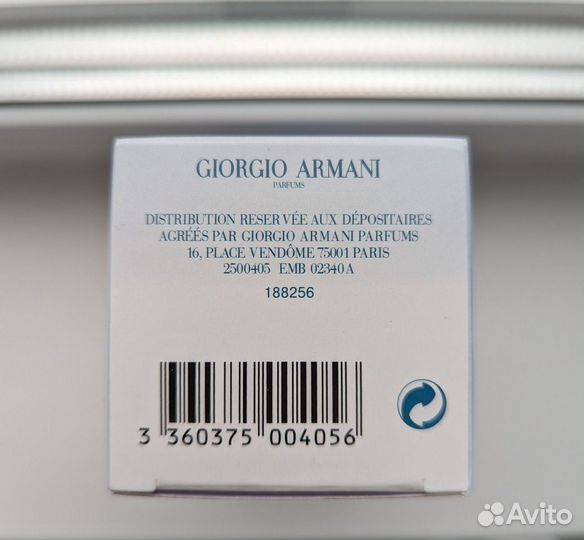 GIORGIO ARMANI
PARFUMS
DISTRIBUTION RESERVÉE AUX DÉPOSITAIRES
AGRÉÉS PAR GIORGIO ARMANI PARFUMS
16, PLACE VENDÔME 75001 PARIS
2500405 EMB 02340A
188256
3 360375 004056
Avito